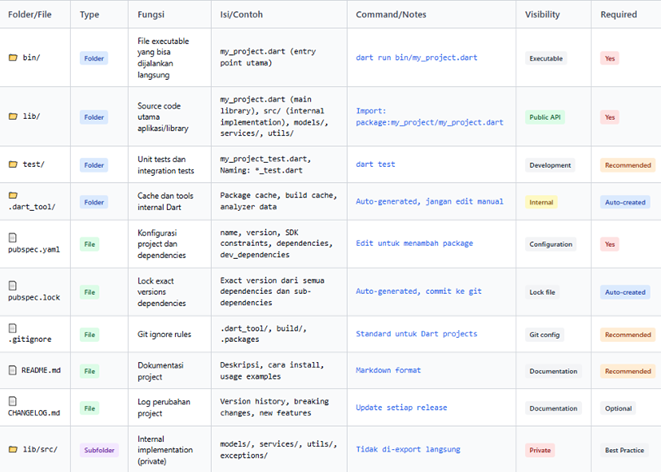 Folder/File Type Fungsi Isi/Contoh Command/Notes Visibility Required
bin/
Folder
File executable
yang bisa
dijalankan
langsung
my_project.dart (entry
point utama)
dart run bin/my_project.dart
Executable
Yes
lib/
Folder
Source code
utama
aplikasi/library
my_project.dart (main
library), src/ (internal
implementation), models/,
services/, utils/
Import:
package:my_project/my_project.dart
Public API
Yes
test/
Folder
Unit tests dan
integration tests
my_project_test.dart,
Naming: *_test.dart
dart test
Development
Recommended
.dart_tool/
Folder
Cache dan tools
internal Dart
Package cache, build cache,
analyzer data
Auto-generated, jangan edit manual
Internal
Auto-created
pubspec.yaml
File
Konfigurasi
project dan
dependencies
name, version, SDK
constraints, dependencies,
dev_dependencies
Edit untuk menambah package
Configuration
Yes
pubspec.lock
File
Lock exact
versions
dependencies
Exact version dari semua
dependencies dan sub-
dependencies
Auto-generated, commit ke git
Lock file
Auto-created
.gitignore
File
Git ignore rules
.dart_tool/, build/,
.packages
Standard untuk Dart projects
Git config
Recommended
README.md
File
Dokumentasi
project
Deskripsi, cara install,
usage examples
Markdown format
Documentation
Recommended
CHANGELOG.md
File
Log perubahan
project
Version history, breaking
changes, new features
Update setiap release
Documentation
Optional
lib/src/
Subfolder
Internal
implementation
(private)
models/, services/, utils/,
exceptions/
Tidak di-export langsung
Private
Best Practice